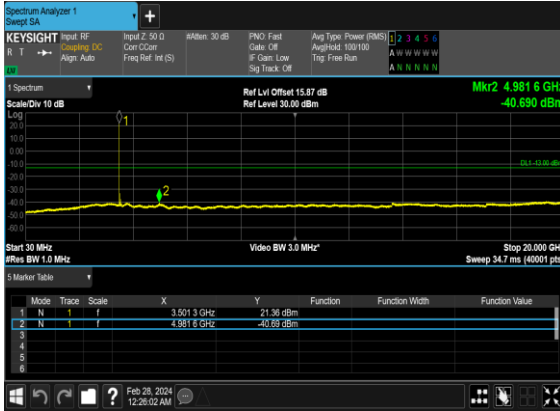 Spectrum Analyzer 1
Swept SA
+
KEYSIGHT Input: RF Input Z: 50 Ω #Atten: 30 dB PNO: Fast Avg Type: Power (RMS) 1 2 3 4 5 6
R T Coupling: DC Corr CCorr Gate: Off Avg|Hold: 100/100 A W W W W W
Align: Auto Freq Ref: Int (S) IF Gain: Low Trig: Free Run
Sig Track: Off A N N N N N
1 Spectrum Ref Lvl Offset 15.87 dB Mkr2 4.981 6 GHz
Scale/Div 10 dB Ref Level 30.00 dBm -40.690 dBm
Log
20.0
10.0
0.00
-10.0
DL1 -13.00 dBm
-20.0
-30.0
-40.0
-50.0
-60.0
1
2
Start 30 MHz Video BW 3.0 MHz* Stop 20.000 GHz
#Res BW 1.0 MHz Sweep 34.7 ms (40001 pts)
5 Marker Table
Mode Trace Scale X Y Function Function Width Function Value
1 N 1 f 3.501 3 GHz 21.36 dBm
2 N 1 f 4.981 6 GHz -40.69 dBm
3
4
5
6
? Feb 28, 2024
12:26:02 AM